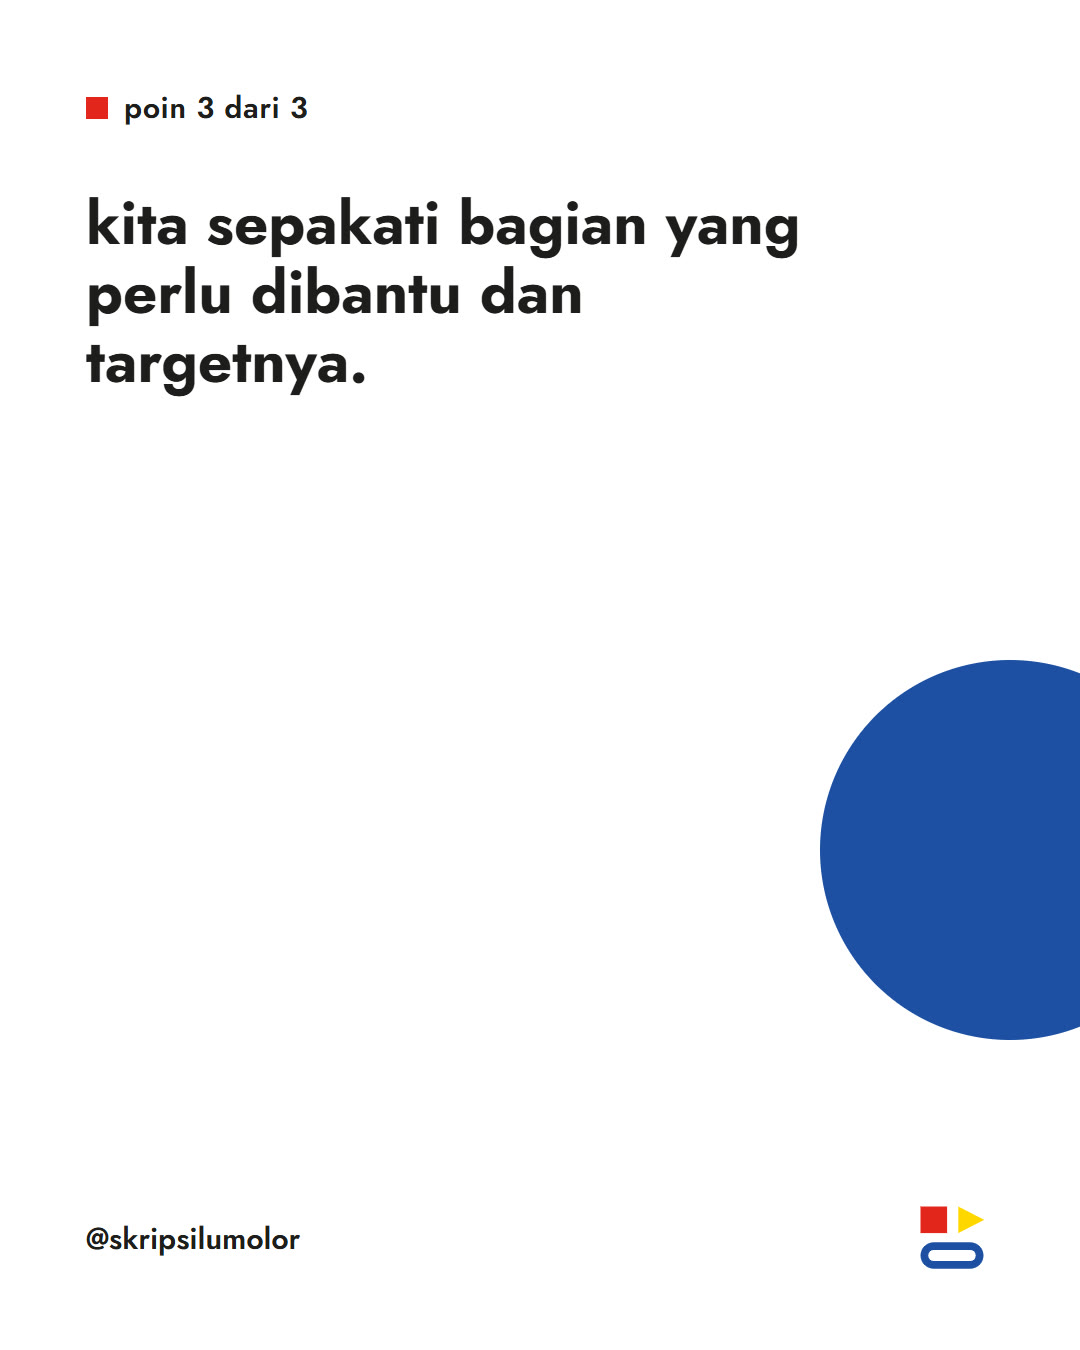 poin 3 dari 3
kita sepakati bagian yang
perlu dibantu dan
targetnya.
@skripsilumolor